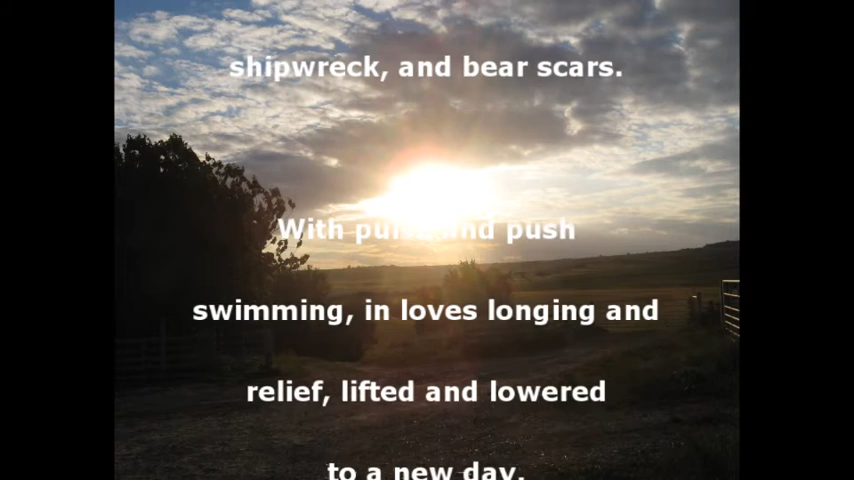 shipwreck, and bear scars.
With and push
swimming, in loves longing and
relief, lifted and lowered
to a new day.